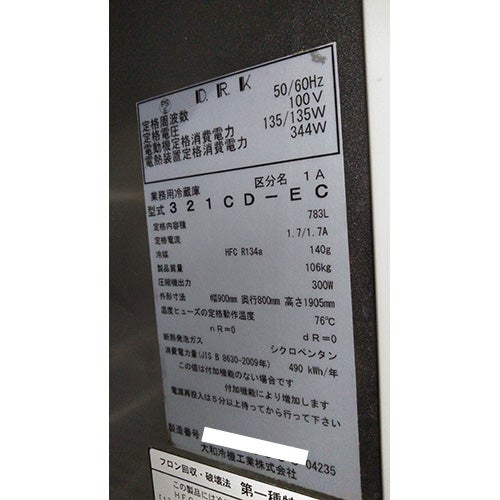 PS E D.R.K
定格周波数 50/60Hz
定格電圧 100V
電動機定格消費電力 135/135W
電熱装置定格消費電力 344W
業務用冷蔵庫 区分名 1A
型式 321CD-EC
定格内容積 783L
定格電流 1.7/1.7A
冷媒 HFC R134a 140g
製品質量 106kg
圧縮機出力 300W
外形寸法 幅900mm 奥行800mm 高さ1905mm
温度ヒューズの定格動作温度 76℃
nR=0 dR=0
断熱発泡ガス シクロペンタン
消費電力量(JIS B 8630-2009年) 490 kWh/年
この値は付加機能のない場合です
付加機能により増加します
電源再投入は5分以上待ってから行って下さい
製造番号 04235
大和冷機工業株式会社
フロン回収・破壊法 第一種特
この製品には冷
HFC